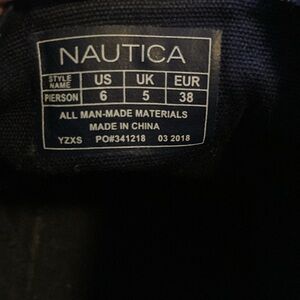 NAUTICA
STYLE NAME US UK EUR
PIERSON 6 5 38
ALL MAN-MADE MATERIALS
MADE IN CHINA
YZXS PO#341218 03 2018